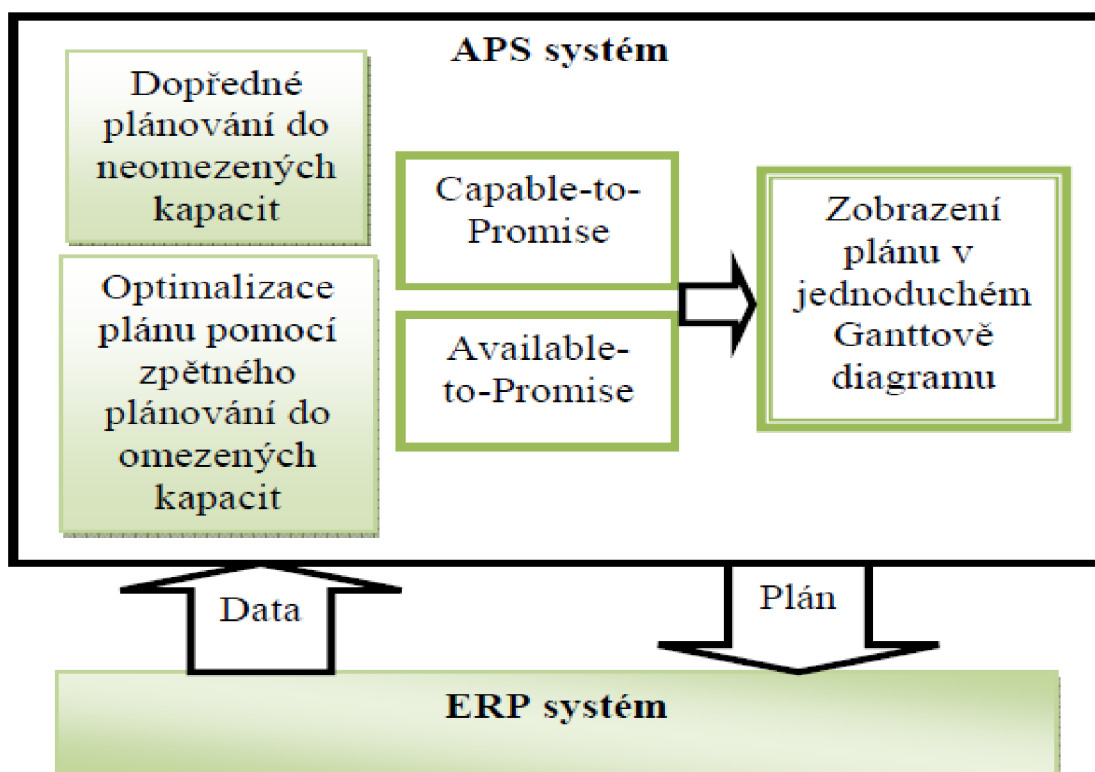 APS systém
Dopředné
plánování do
neomezených
kapacit
Optimalizace
plánu pomocí
zpětného
plánování do
omezených
kapacit
Capable-to-
Promise
Available-
to-Promise
Zobrazení
plánu v
jednoduchém
Ganttově
diagramu
Data
Plán
ERP systém